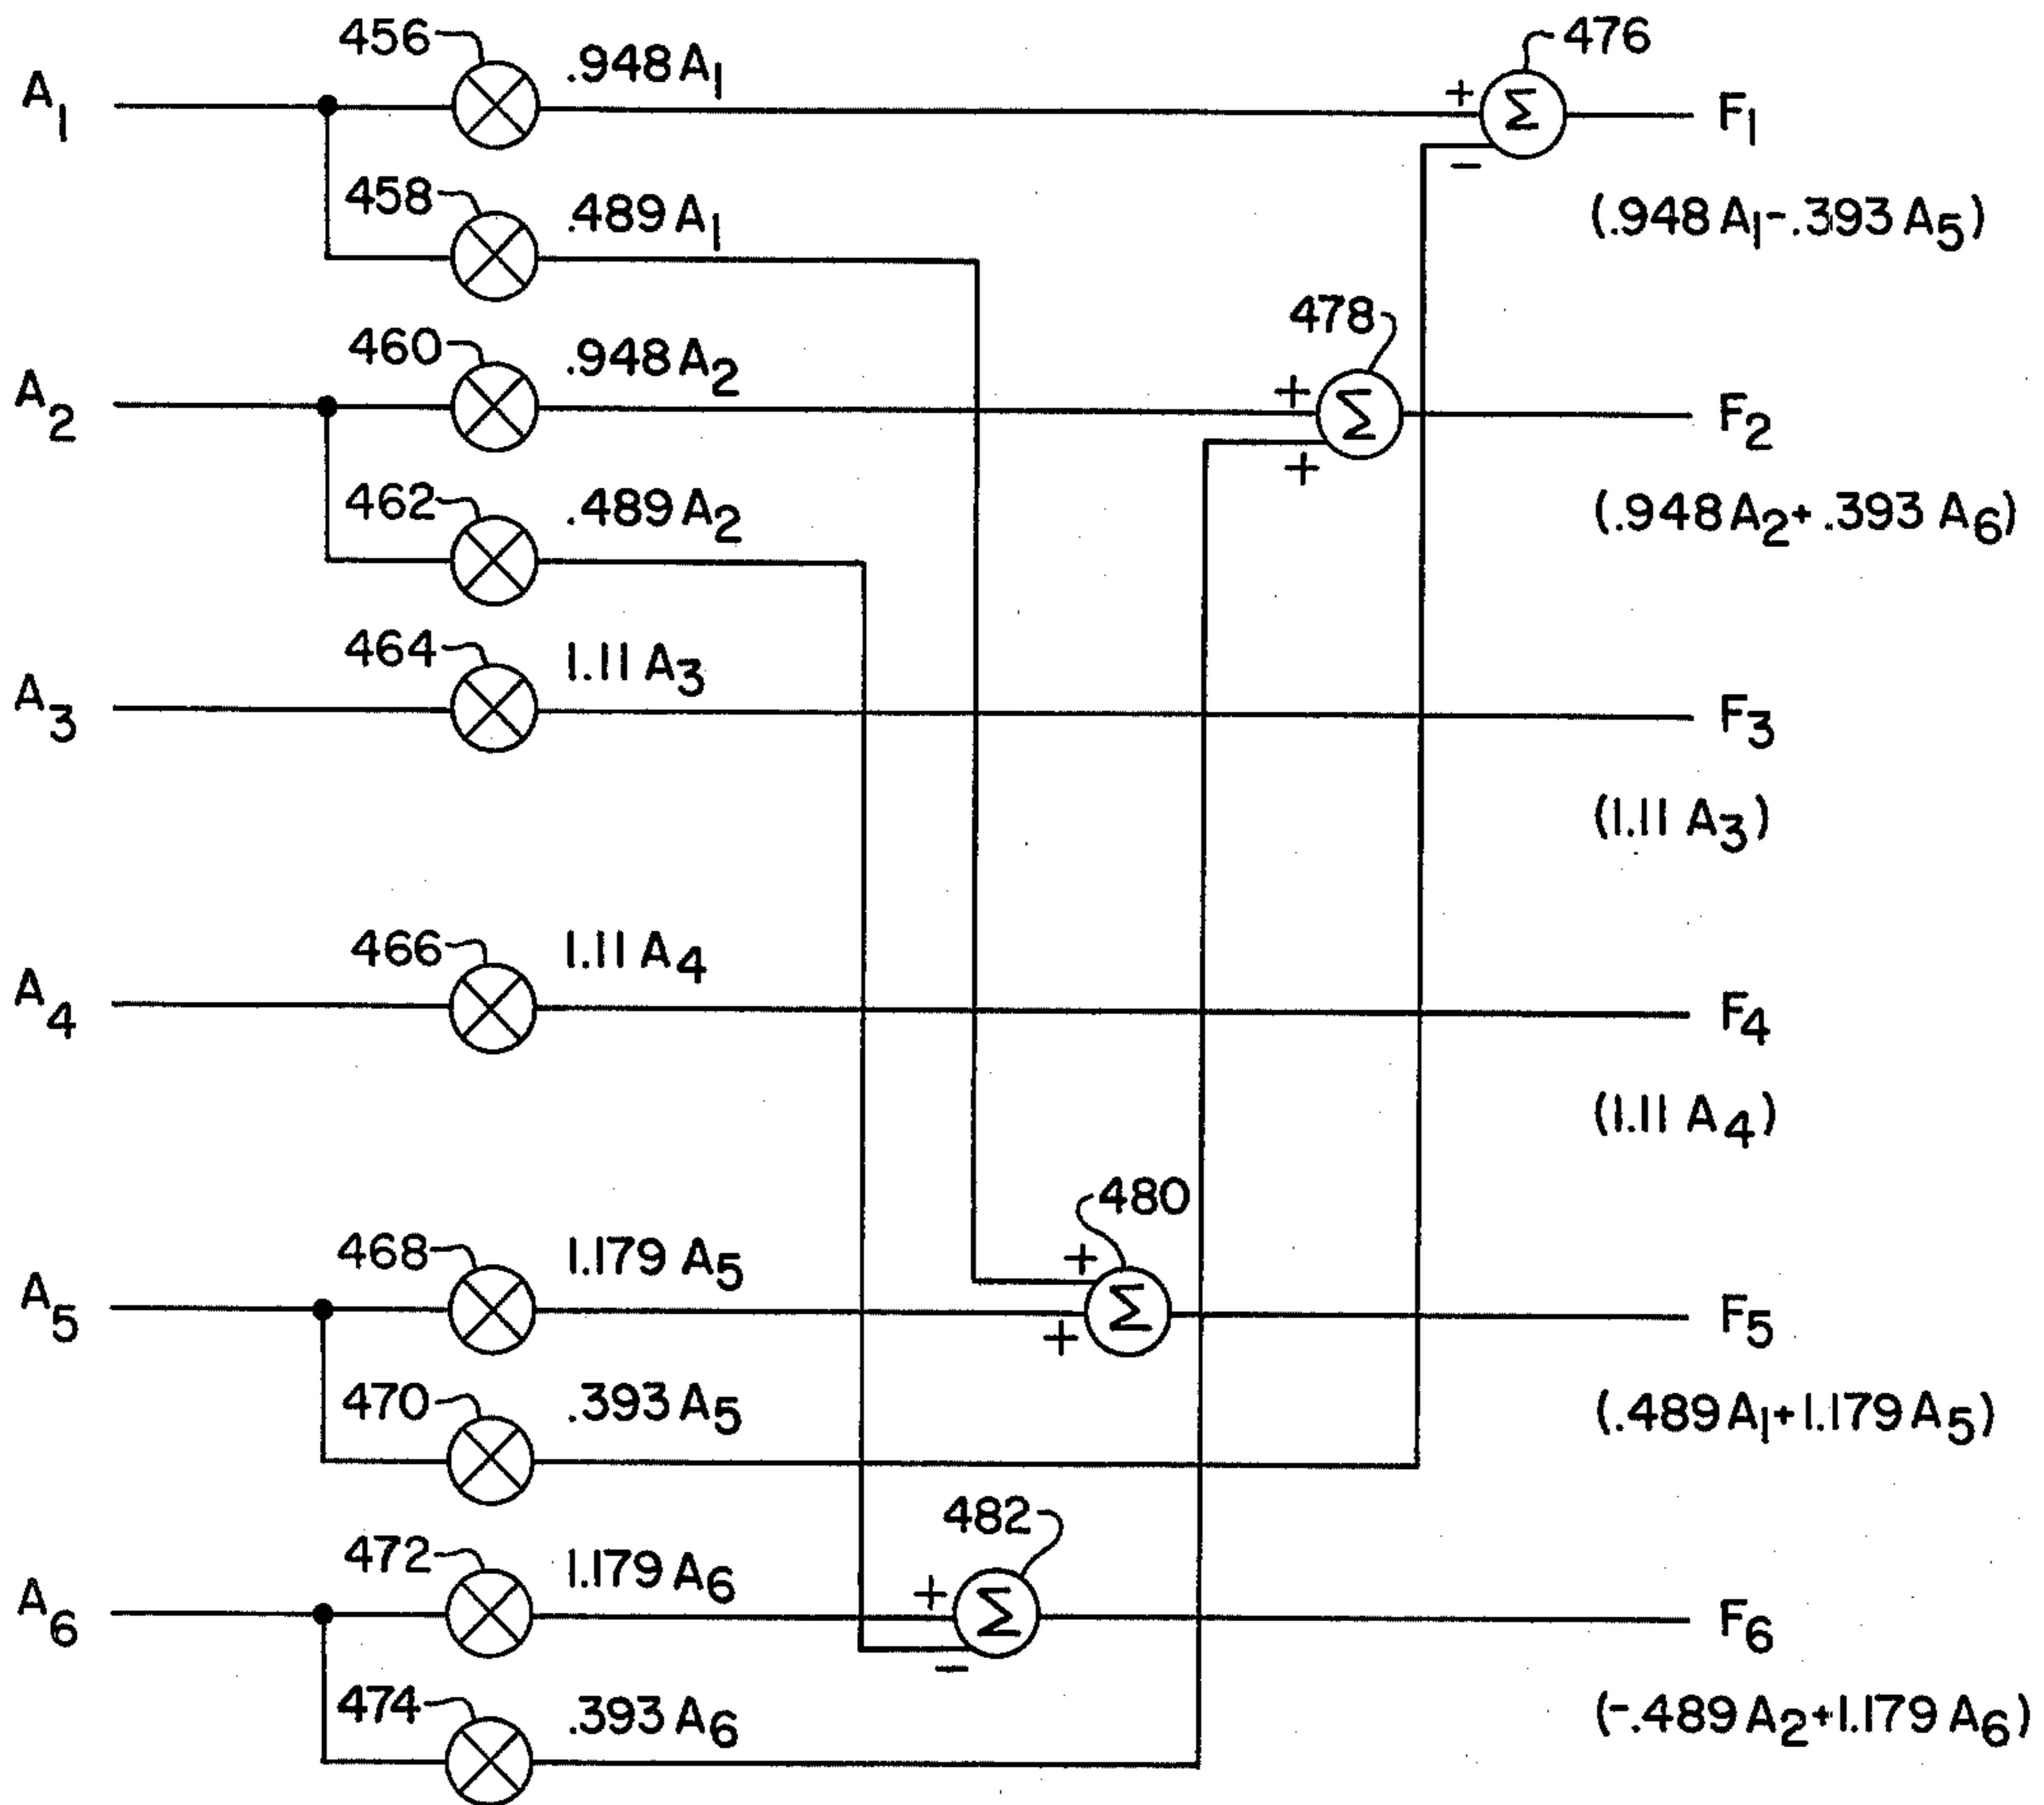 456 .948 A1 + Σ 476
A1 F1
−
458 .489 A1 (.948 A1 - .393 A5)
478
460 .948 A2 + Σ
A2 F2
+
462 .489 A2 (.948 A2 + .393 A6)
464 1.11 A3
A3 F3
(1.11 A3)
466 1.11 A4
A4 F4
(1.11 A4)
480
468 1.179 A5 + Σ
A5 F5
+
470 .393 A5 (.489 A1 + 1.179 A5)
482
472 1.179 A6 + Σ
A6 F6
−
474 .393 A6 (-.489 A2 + 1.179 A6)